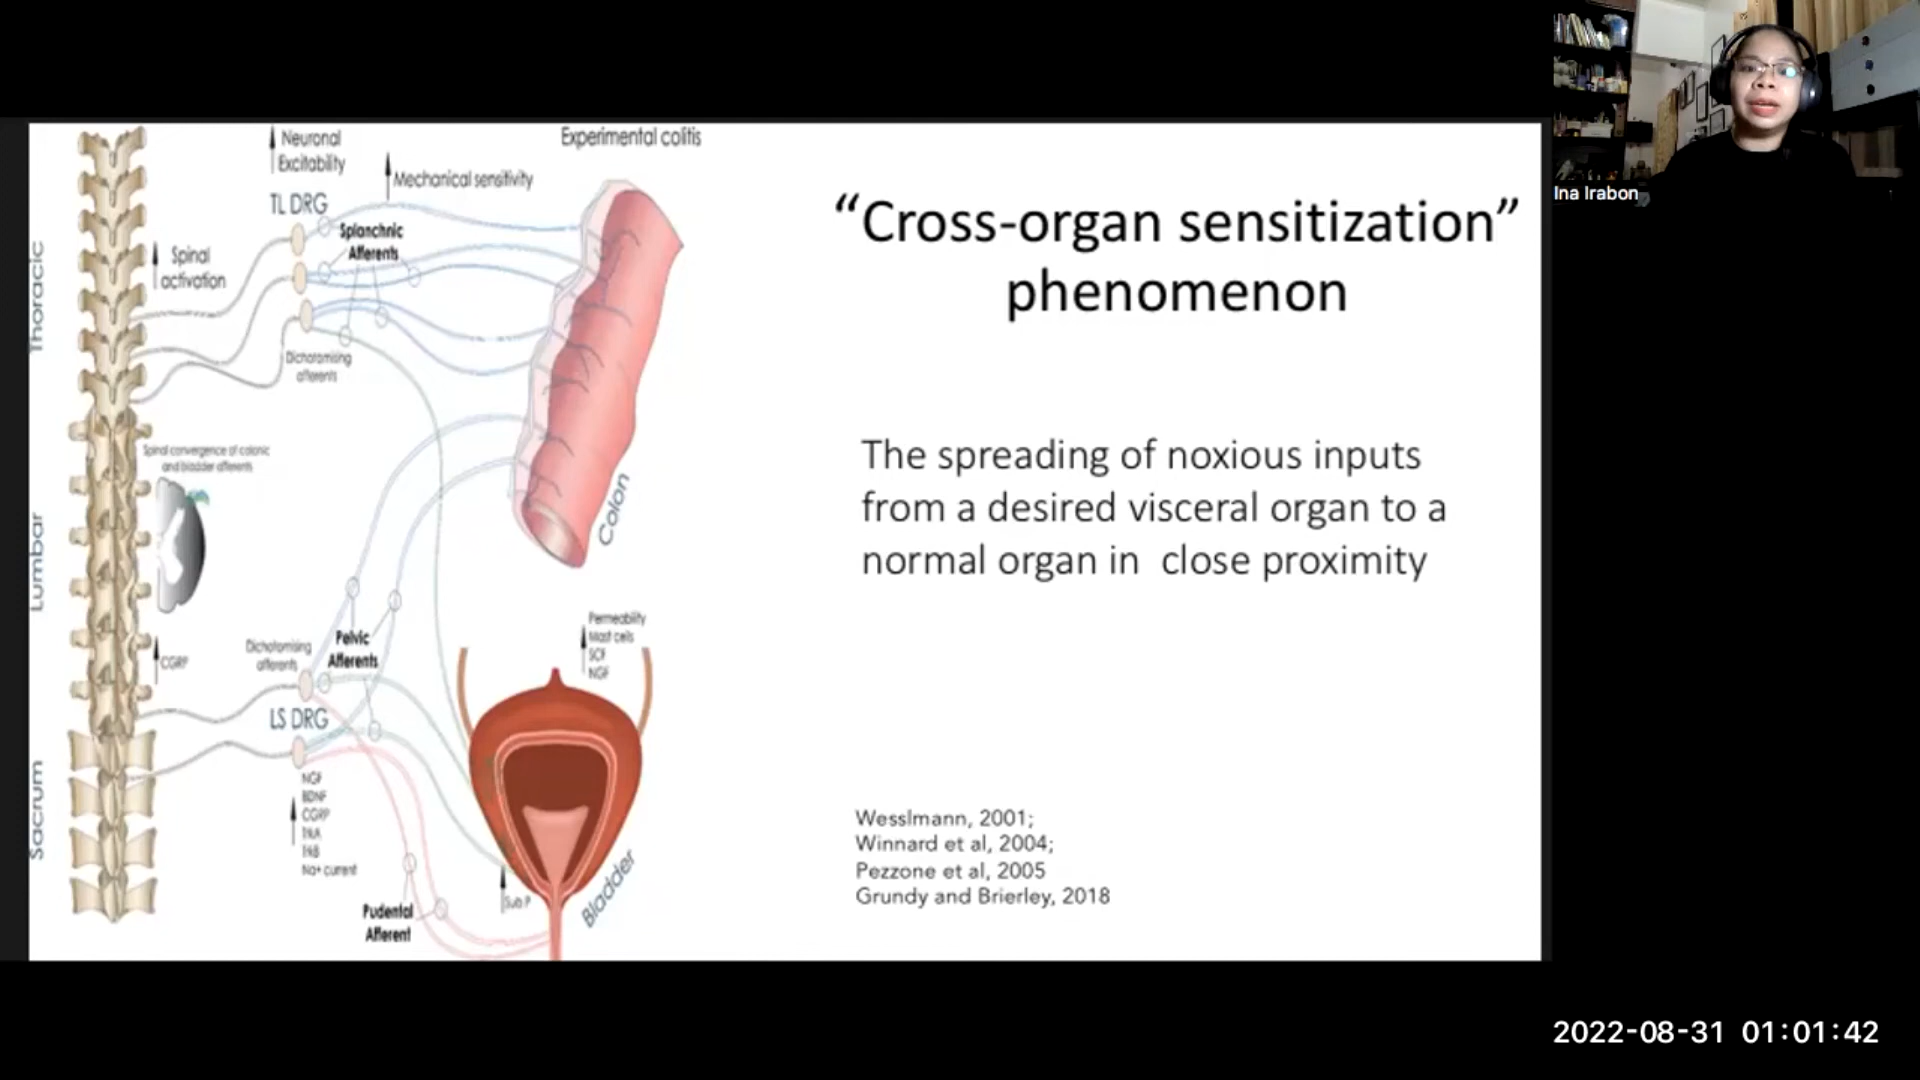 Neuronal
Excitability
Experimental colitis
Mechanical sensitivity
TL DRG
Splanchnic
Afferents
Spinal
activation
Thoracic
Dichotomising
afferents
Spinal convergence of colonic
and bladder afferents
Colon
Lumbar
CGRP
Dichotomising
afferents
Pelvic
Afferents
Permeability
Mast cells
SCF
NGF
LS DRG
Sacrum
NGF
BDNF
CGRP
TrkA
TrkB
Na+ current
Sub P
Bladder
Pudental
Afferent
“Cross-organ sensitization”
phenomenon
The spreading of noxious inputs
from a desired visceral organ to a
normal organ in close proximity
Wesslmann, 2001;
Winnard et al, 2004;
Pezzone et al, 2005
Grundy and Brierley, 2018
Ina Irabon
2022-08-31 01:01:42